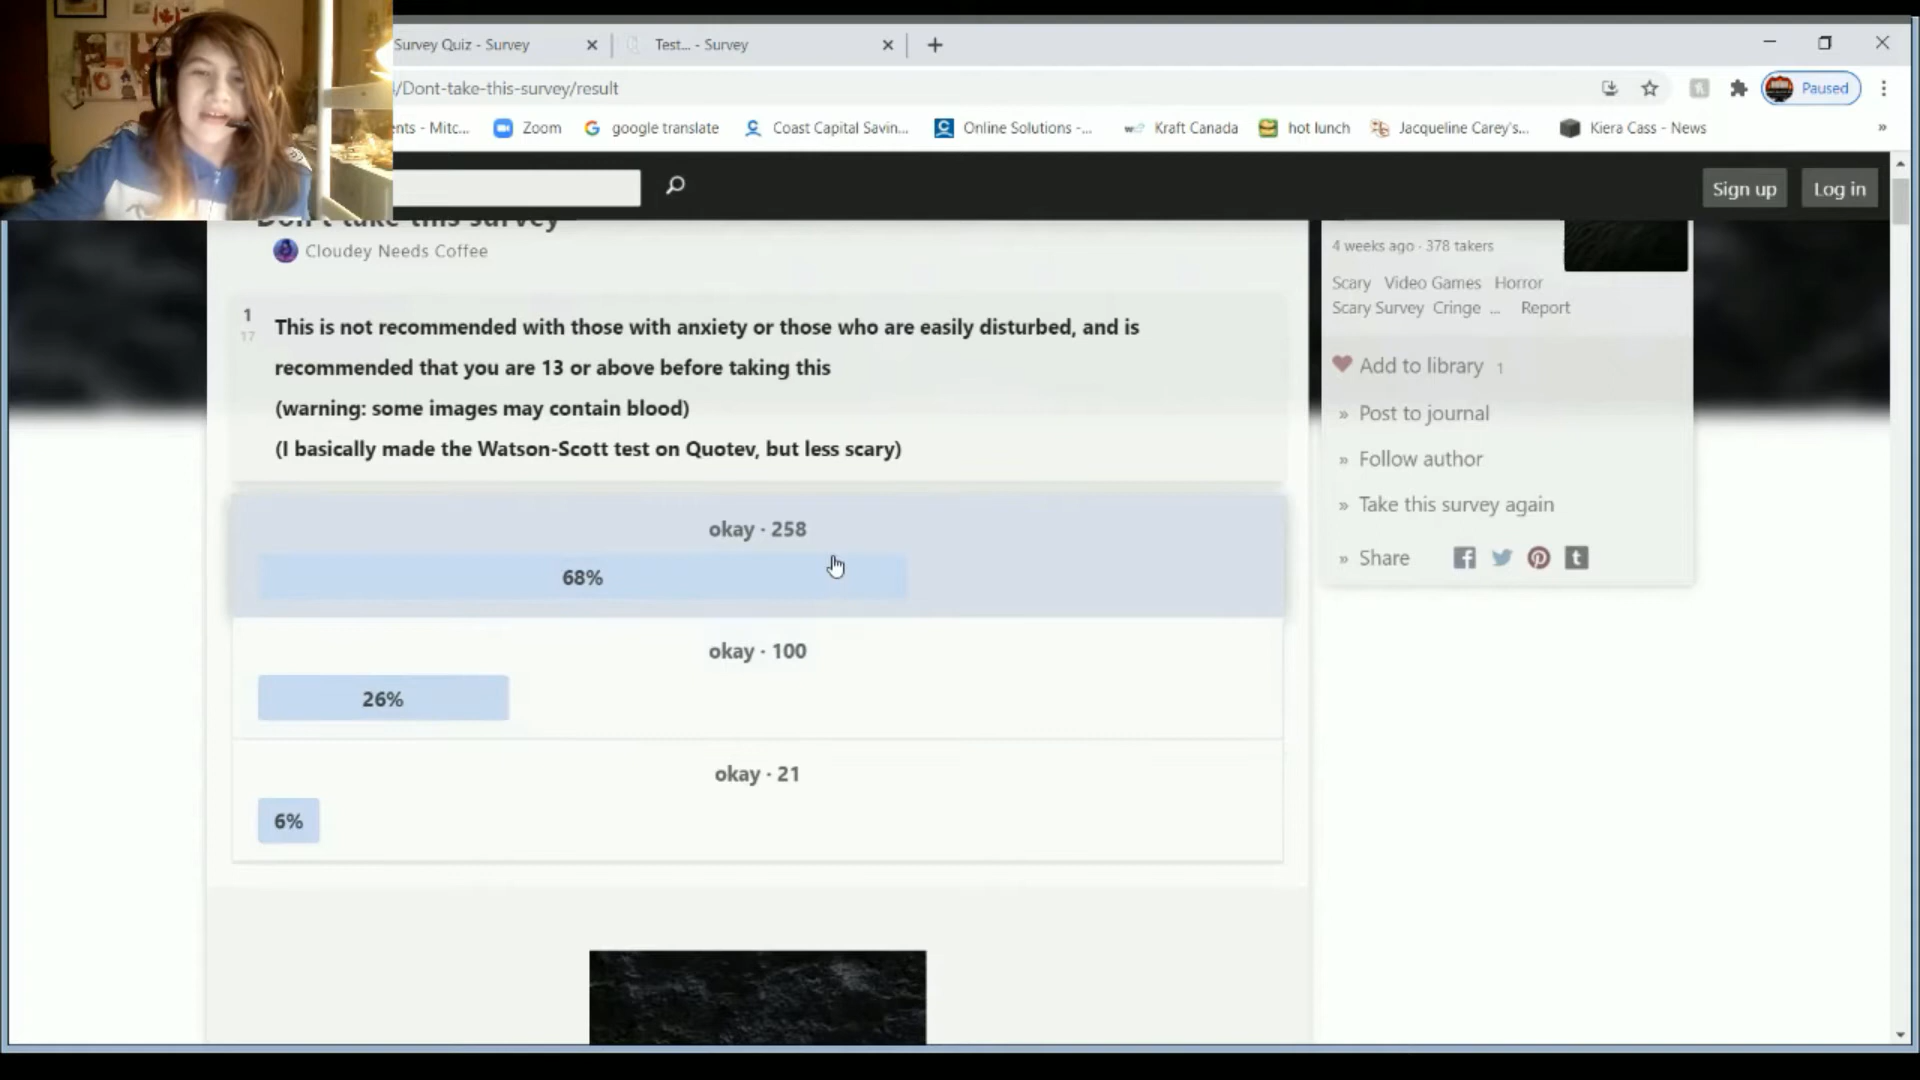 Survey Quiz - Survey
Test... - Survey
/Dont-take-this-survey/result
Paused
ents - Mitc...
Zoom
google translate
Coast Capital Savin...
Online Solutions -...
Kraft Canada
hot lunch
Jacqueline Carey's...
Kiera Cass - News
»
Sign up
Log in
Don't take this survey
Cloudey Needs Coffee
1
17
This is not recommended with those with anxiety or those who are easily disturbed, and is
recommended that you are 13 or above before taking this
(warning: some images may contain blood)
(I basically made the Watson-Scott test on Quotev, but less scary)
okay · 258
68%
okay · 100
26%
okay · 21
6%
4 weeks ago · 378 takers
Scary Video Games Horror
Scary Survey Cringe ... Report
Add to library 1
» Post to journal
» Follow author
» Take this survey again
» Share